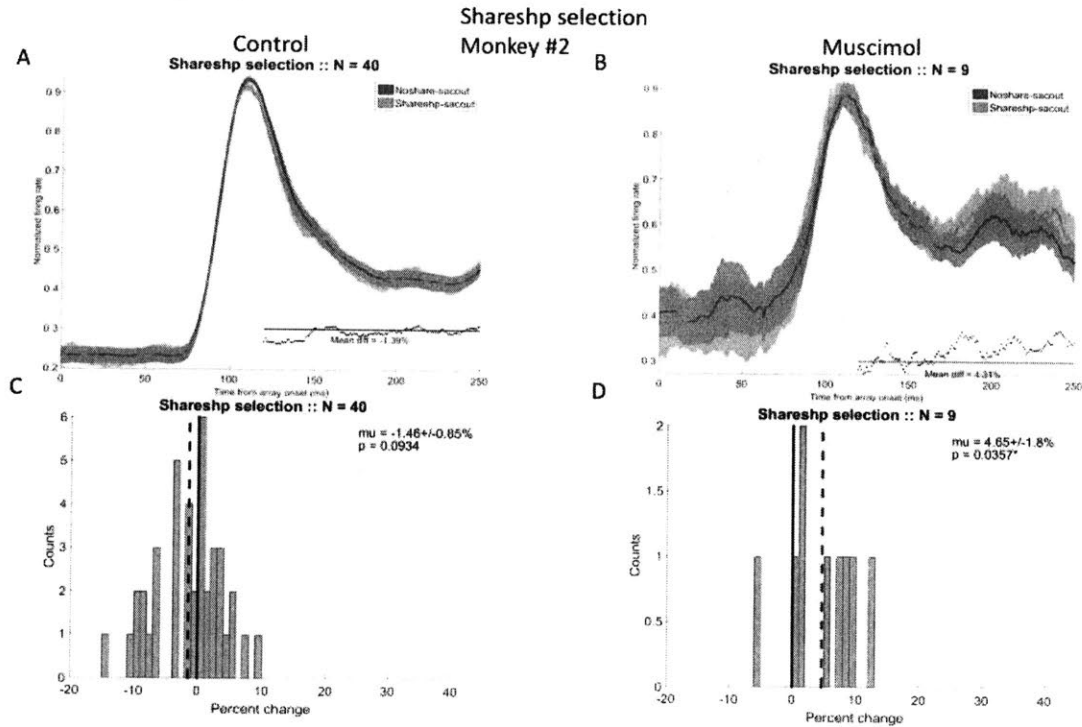 Shareshp selection
Monkey #2
Control
Muscimol
A
Shareshp selection :: N = 40
Noshare-sacout
Shareshp-sacout
0.9
0.8
0.7
0.6
0.5
0.4
0.3
0.2
Normalized firing rate
Mean diff = -1.39%
0
50
100
150
200
250
Time from array onset (ms)
B
Shareshp selection :: N = 9
Noshare-sacout
Shareshp-sacout
0.9
0.8
0.7
0.6
0.5
0.4
0.3
Normalized firing rate
Mean diff = 4.31%
0
50
100
150
200
250
Time from array onset (ms)
C
Shareshp selection :: N = 40
mu = -1.46+/-0.85%
p = 0.0934
6
5
4
3
2
1
0
Counts
-20
-10
0
10
20
30
40
Percent change
D
Shareshp selection :: N = 9
mu = 4.65+/-1.8%
p = 0.0357*
2
1.5
1
0.5
0
Counts
-20
-10
0
10
20
30
40
Percent change